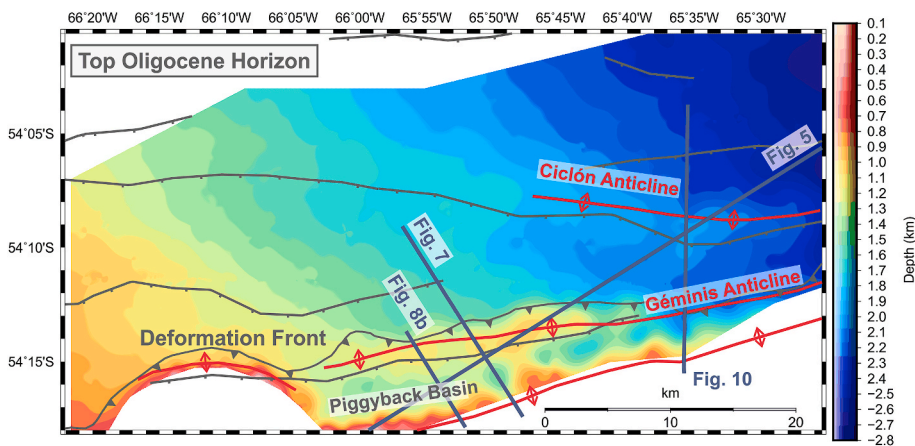 66°20'W 66°15'W 66°10'W 66°05'W 66°00'W 65°55'W 65°50'W 65°45'W 65°40'W 65°35'W 65°30'W
Top Oligocene Horizon
54°05'S
54°10'S
54°15'S
Fig. 5
Ciclón Anticline
Fig. 7
Fig. 8b
Géminis Anticline
Deformation Front
Piggyback Basin
Fig. 10
km
0 10 20
0.1
0.2
0.3
0.4
0.5
0.6
0.7
0.8
0.9
1.0
1.1
1.2
1.3
1.4
1.5
1.6
1.7
1.8
1.9
2.0
2.1
2.2
2.3
2.4
2.5
2.6
2.7
2.8
Depth (km)